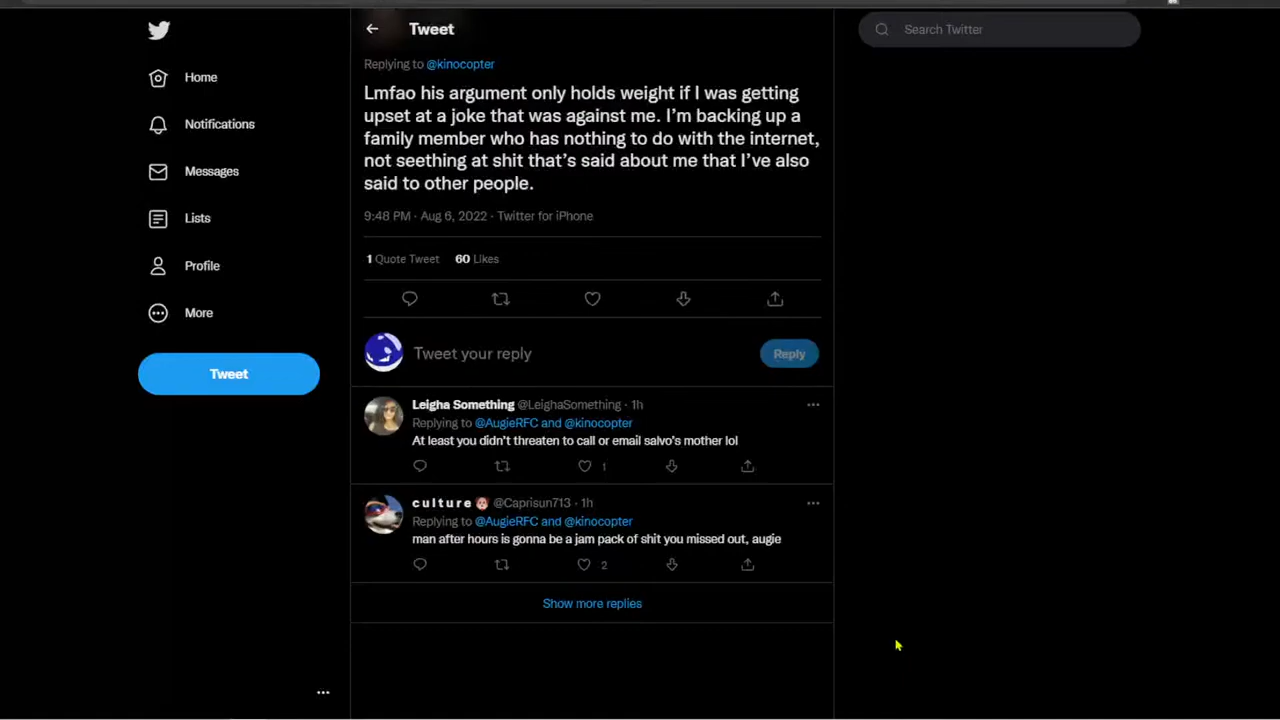 Tweet
Search Twitter
Home
Notifications
Messages
Lists
Profile
More
Tweet
Replying to @kinocopter
Lmfao his argument only holds weight if I was getting
upset at a joke that was against me. I'm backing up a
family member who has nothing to do with the internet,
not seething at shit that's said about me that I've also
said to other people.
9:48 PM · Aug 6, 2022 · Twitter for iPhone
1 Quote Tweet 60 Likes
Tweet your reply
Reply
Leigha Something @LeighaSomething · 1h
Replying to @AugieRFC and @kinocopter
At least you didn't threaten to call or email salvo's mother lol
1
c u l t u r e @Caprisun713 · 1h
Replying to @AugieRFC and @kinocopter
man after hours is gonna be a jam pack of shit you missed out, augie
2
Show more replies